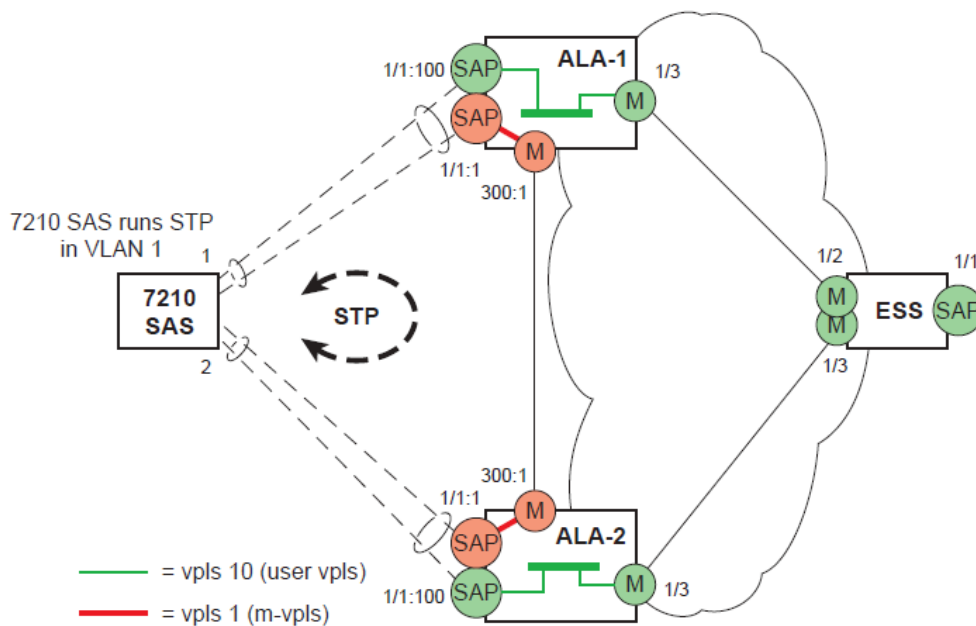 ALA-1
1/1:100
SAP
1/3
M
SAP
1/1:1
M
300:1
7210 SAS runs STP
in VLAN 1
1
1/2
1/1
7210
SAS
STP
M
M
ESS
SAP
2
1/3
300:1
1/1:1
M
SAP
ALA-2
SAP
M
1/3
1/1:100
= vpls 10 (user vpls)
= vpls 1 (m-vpls)